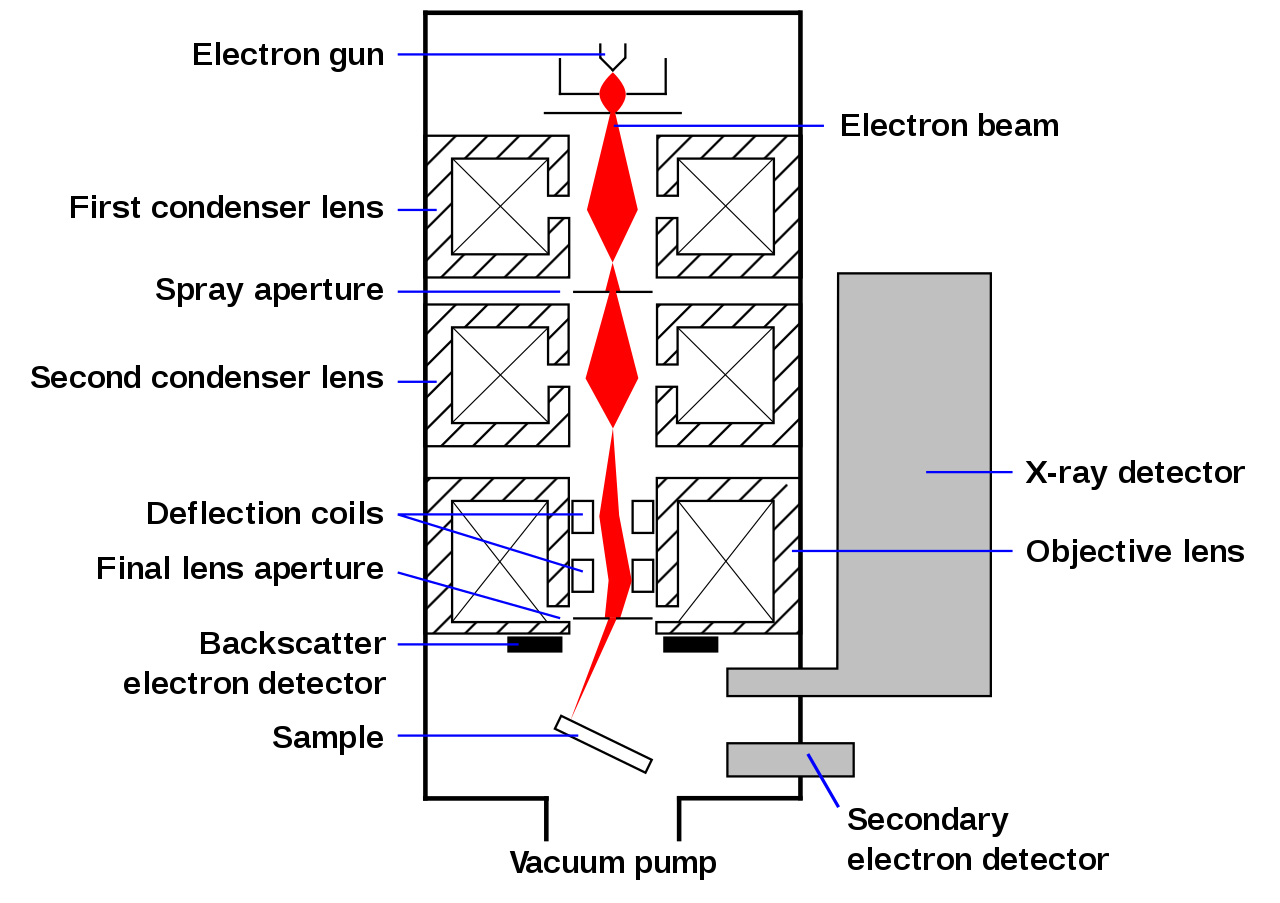 Electron gun
Electron beam
First condenser lens
Spray aperture
Second condenser lens
X-ray detector
Deflection coils
Objective lens
Final lens aperture
Backscatter
electron detector
Sample
Secondary
electron detector
Vacuum pump